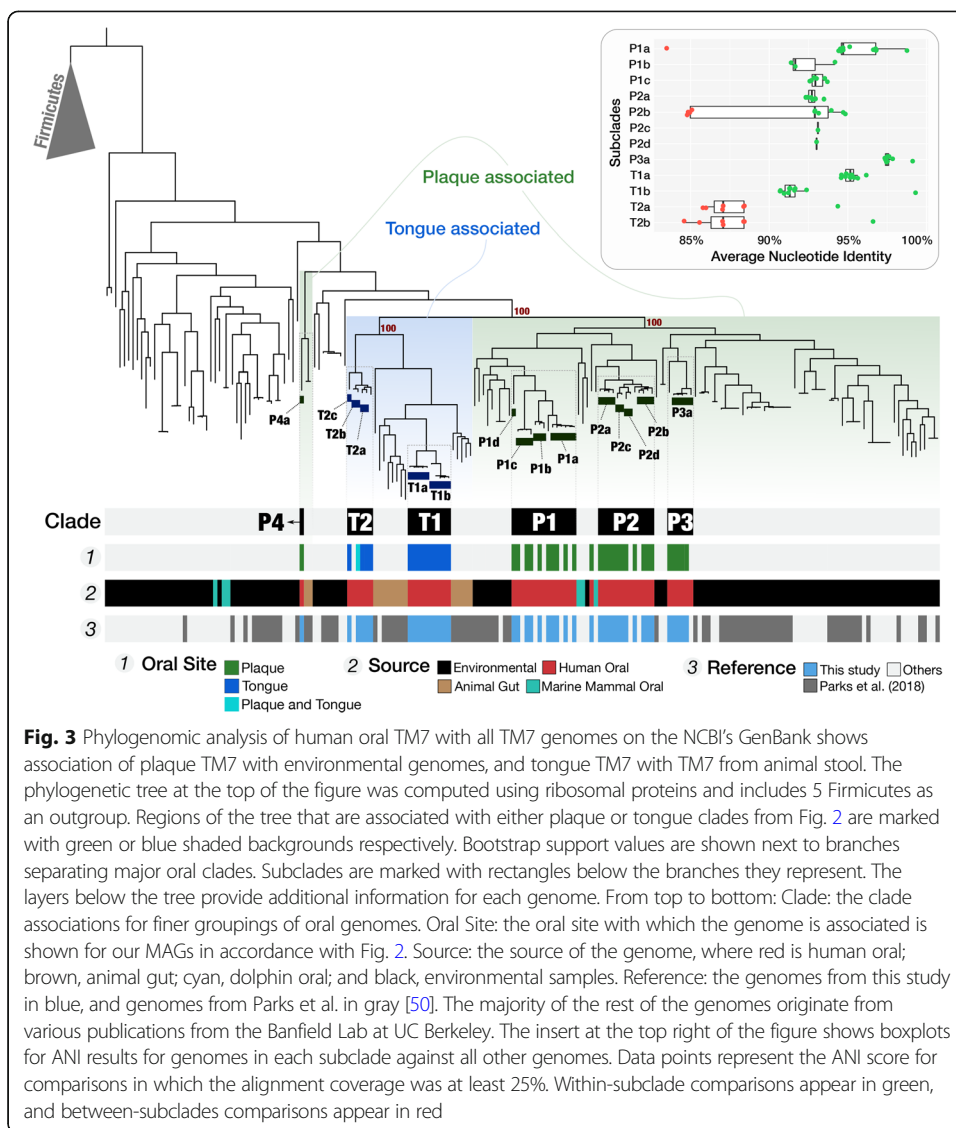 Firmicutes
Plaque associated
Tongue associated
Subclades
P1a
P1b
P1c
P2a
P2b
P2c
P2d
P3a
T1a
T1b
T2a
T2b
85% 90% 95% 100%
Average Nucleotide Identity
100
100
100
P4a
T2c
T2b
T2a
T1a
T1b
P1d
P1c
P1b
P1a
P2a
P2c
P2d
P2b
P3a
Clade P4 T2 T1 P1 P2 P3
1
2
3
1 Oral Site
Plaque
Tongue
Plaque and Tongue
2 Source
Environmental Human Oral
Animal Gut Marine Mammal Oral
3 Reference
This study Others
Parks et al. (2018)
Fig. 3 Phylogenomic analysis of human oral TM7 with all TM7 genomes on the NCBI's GenBank shows
association of plaque TM7 with environmental genomes, and tongue TM7 with TM7 from animal stool. The
phylogenetic tree at the top of the figure was computed using ribosomal proteins and includes 5 Firmicutes as
an outgroup. Regions of the tree that are associated with either plaque or tongue clades from Fig. 2 are marked
with green or blue shaded backgrounds respectively. Bootstrap support values are shown next to branches
separating major oral clades. Subclades are marked with rectangles below the branches they represent. The
layers below the tree provide additional information for each genome. From top to bottom: Clade: the clade
associations for finer groupings of oral genomes. Oral Site: the oral site with which the genome is associated is
shown for our MAGs in accordance with Fig. 2. Source: the source of the genome, where red is human oral;
brown, animal gut; cyan, dolphin oral; and black, environmental samples. Reference: the genomes from this study
in blue, and genomes from Parks et al. in gray [50]. The majority of the rest of the genomes originate from
various publications from the Banfield Lab at UC Berkeley. The insert at the top right of the figure shows boxplots
for ANI results for genomes in each subclade against all other genomes. Data points represent the ANI score for
comparisons in which the alignment coverage was at least 25%. Within-subclade comparisons appear in green,
and between-subclades comparisons appear in red